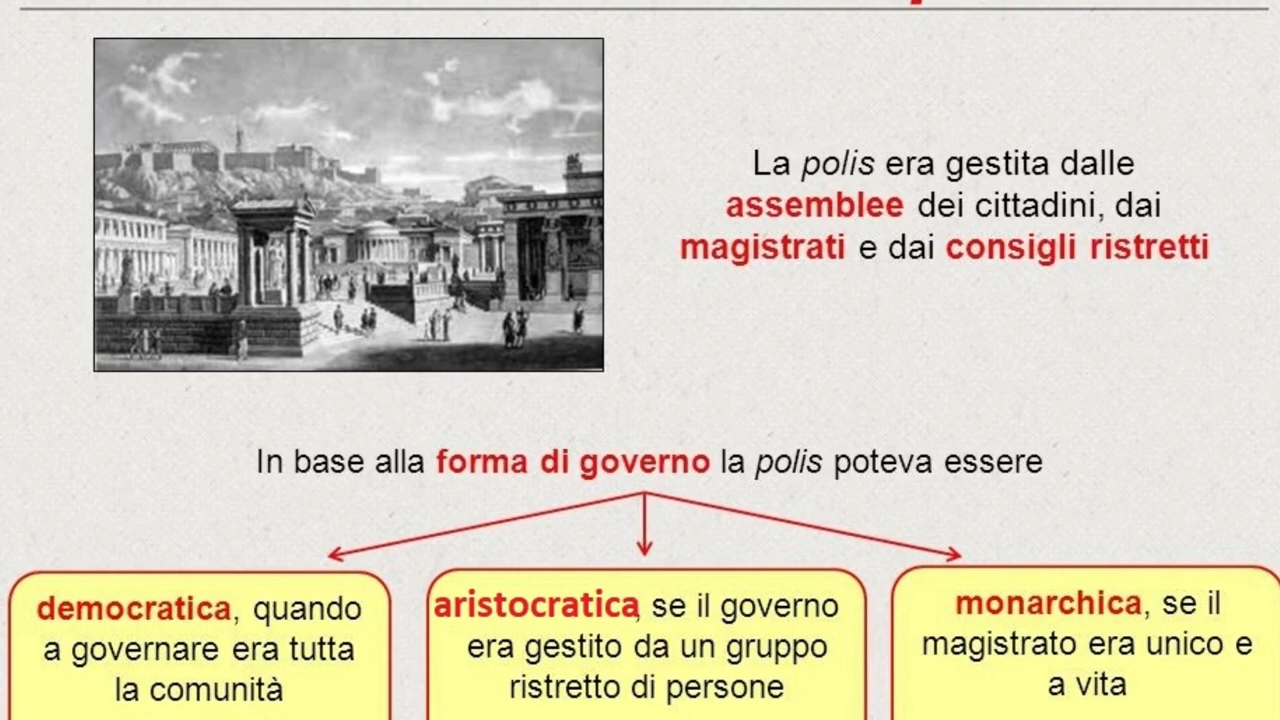 La polis era gestita dalle
assemblee dei cittadini, dai
magistrati e dai consigli ristretti
In base alla forma di governo la polis poteva essere
democratica, quando
a governare era tutta
la comunità
aristocratica, se il governo
era gestito da un gruppo
ristretto di persone
monarchica, se il
magistrato era unico e
a vita